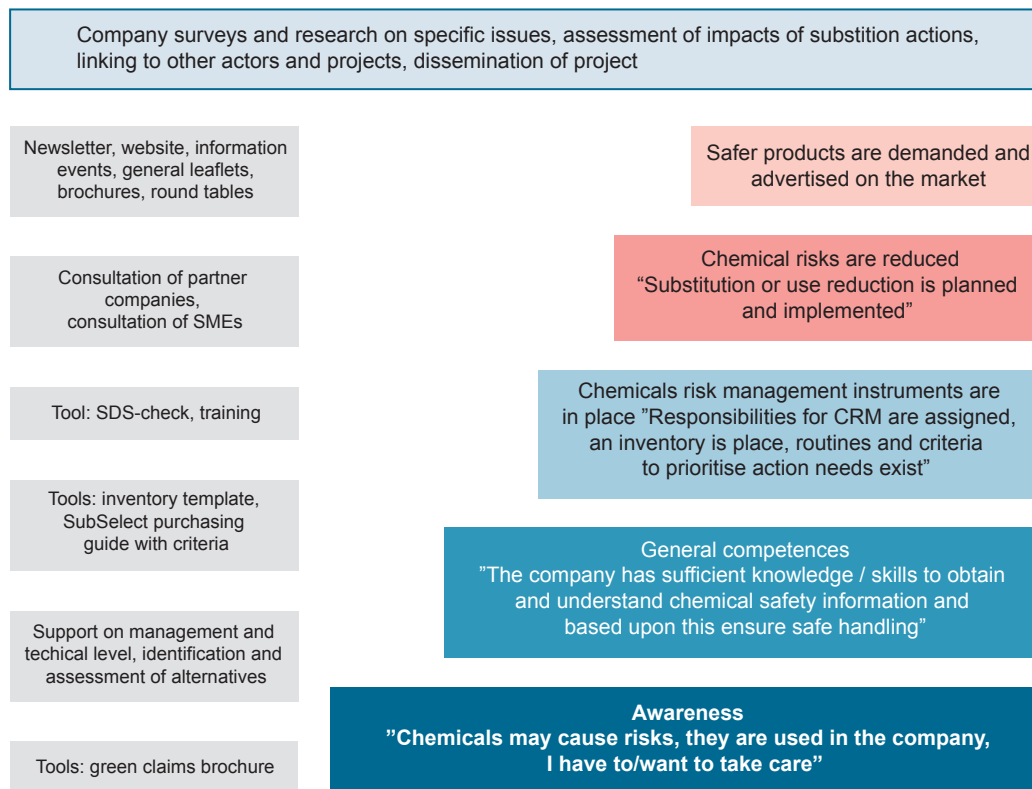 Company surveys and research on specific issues, assessment of impacts of substition actions,
linking to other actors and projects, dissemination of project
Newsletter, website, information
events, general leaflets,
brochures, round tables
Consultation of partner
companies,
consultation of SMEs
Tool: SDS-check, training
Tools: inventory template,
SubSelect purchasing
guide with criteria
Support on management and
techical level, identification and
assessment of alternatives
Tools: green claims brochure
Safer products are demanded and
advertised on the market
Chemical risks are reduced
“Substitution or use reduction is planned
and implemented”
Chemicals risk management instruments are
in place ”Responsibilities for CRM are assigned,
an inventory is place, routines and criteria
to prioritise action needs exist”
General competences
”The company has sufficient knowledge / skills to obtain
and understand chemical safety information and
based upon this ensure safe handling”
Awareness
”Chemicals may cause risks, they are used in the company,
I have to/want to take care”